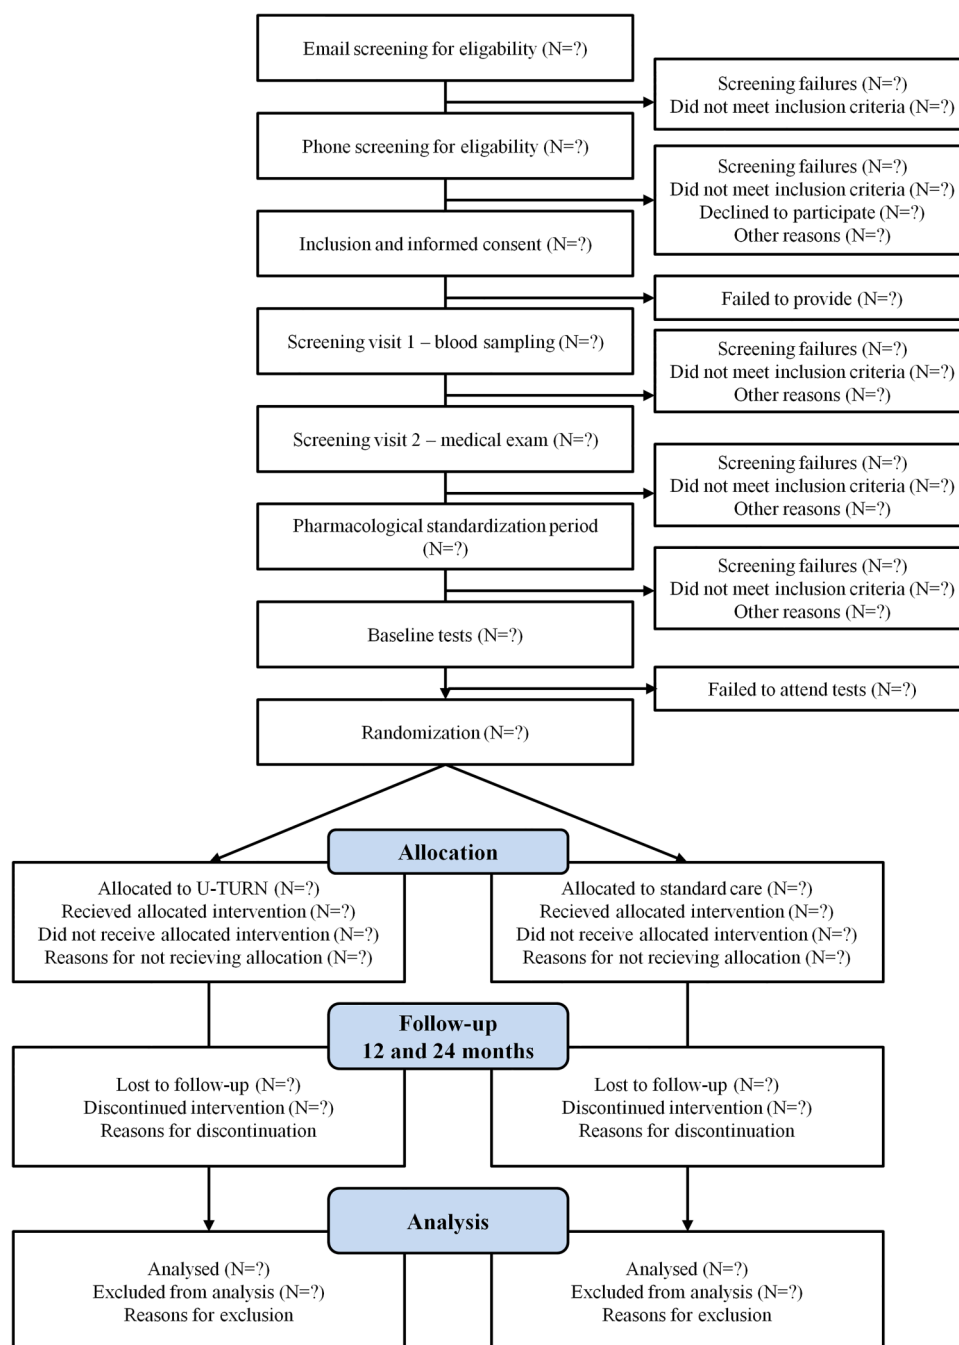 Email screening for eligability (N=?)
Screening failures (N=?)
Did not meet inclusion criteria (N=?)
Phone screening for eligability (N=?)
Screening failures (N=?)
Did not meet inclusion criteria (N=?)
Declined to participate (N=?)
Other reasons (N=?)
Inclusion and informed consent (N=?)
Failed to provide (N=?)
Screening visit 1 – blood sampling (N=?)
Screening failures (N=?)
Did not meet inclusion criteria (N=?)
Other reasons (N=?)
Screening visit 2 – medical exam (N=?)
Screening failures (N=?)
Did not meet inclusion criteria (N=?)
Other reasons (N=?)
Pharmacological standardization period
(N=?)
Screening failures (N=?)
Did not meet inclusion criteria (N=?)
Other reasons (N=?)
Baseline tests (N=?)
Failed to attend tests (N=?)
Randomization (N=?)
Allocation
Allocated to U-TURN (N=?)
Recieved allocated intervention (N=?)
Did not receive allocated intervention (N=?)
Reasons for not recieving allocation (N=?)
Allocated to standard care (N=?)
Recieved allocated intervention (N=?)
Did not receive allocated intervention (N=?)
Reasons for not recieving allocation (N=?)
Follow-up
12 and 24 months
Lost to follow-up (N=?)
Discontinued intervention (N=?)
Reasons for discontinuation
Lost to follow-up (N=?)
Discontinued intervention (N=?)
Reasons for discontinuation
Analysis
Analysed (N=?)
Excluded from analysis (N=?)
Reasons for exclusion
Analysed (N=?)
Excluded from analysis (N=?)
Reasons for exclusion